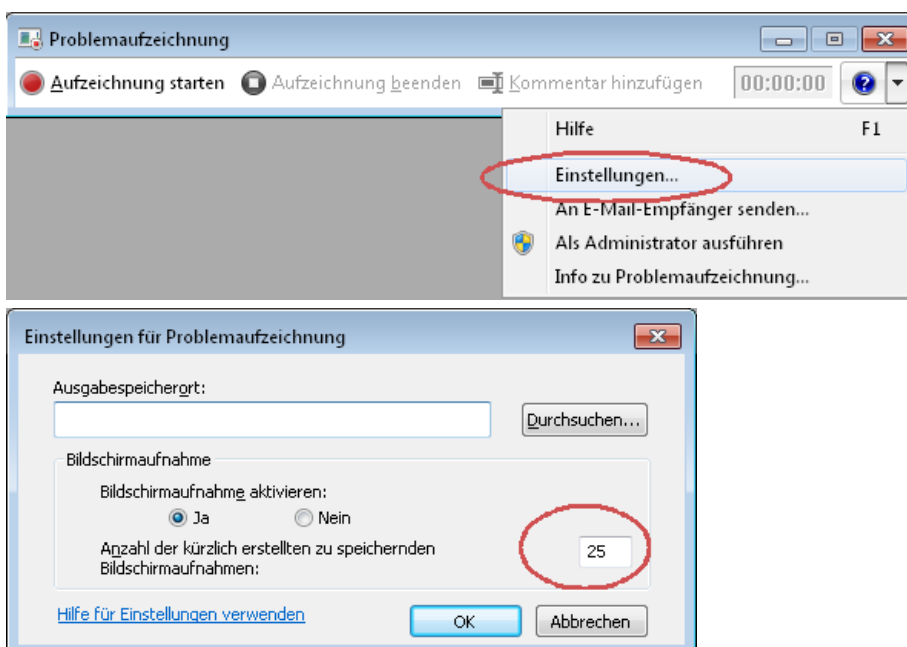 Problemaufzeichnung
Aufzeichnung starten Aufzeichnung beenden Kommentar hinzufügen 00:00:00
Hilfe F1
Einstellungen...
An E-Mail-Empfänger senden...
Als Administrator ausführen
Info zu Problemaufzeichnung...
Einstellungen für Problemaufzeichnung
Ausgabespeicherort:
Durchsuchen...
Bildschirmaufnahme
Bildschirmaufnahme aktivieren:
Ja Nein
Anzahl der kürzlich erstellten zu speichernden 25
Bildschirmaufnahmen:
Hilfe für Einstellungen verwenden OK Abbrechen